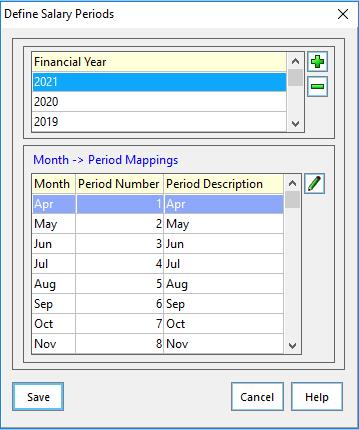 Define Salary Periods
Financial Year
2021
2020
2019
Month -> Period Mappings
Month Period Number Period Description
Apr 1 Apr
May 2 May
Jun 3 Jun
Jul 4 Jul
Aug 5 Aug
Sep 6 Sep
Oct 7 Oct
Nov 8 Nov
Save Cancel Help